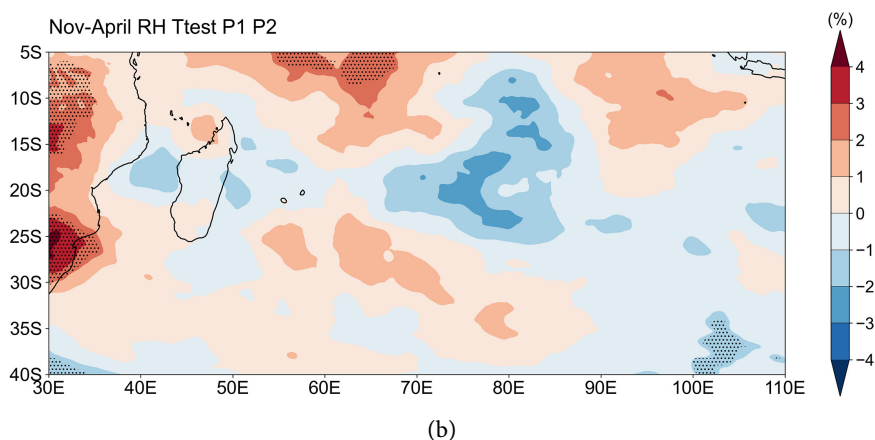 Nov-April RH Ttest P1 P2
(%)
5S
10S
15S
20S
25S
30S
35S
40S
30E 40E 50E 60E 70E 80E 90E 100E 110E
4
3
2
1
0
−1
−2
−3
−4
(b)